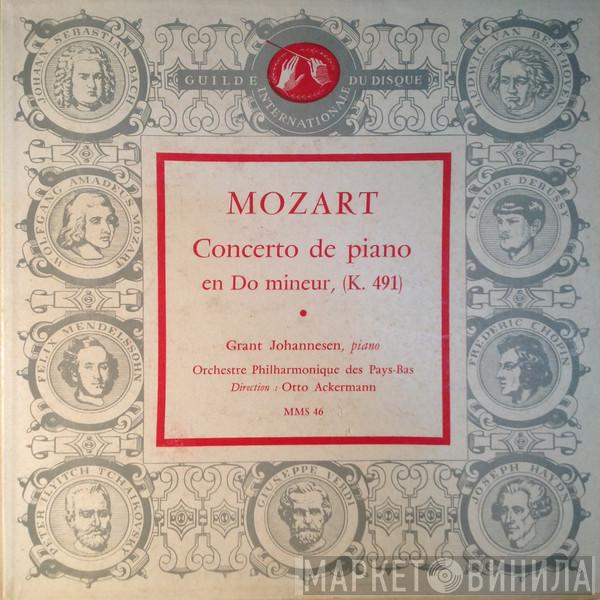 GUILDE INTERNATIONALE DU DISQUE
JOHANN SEBASTIAN BACH
LUDWIG VAN BEETHOVEN
WOLFGANG AMADEUS MOZART
CLAUDE DEBUSSY
MOZART
Concerto de piano
en Do mineur, (K. 491)
•
Grant Johannesen, piano
Orchestre Philharmonique des Pays-Bas
Direction : Otto Ackermann
MMS 46
FELIX MENDELSSOHN
FRÉDÉRIC CHOPIN
PETER ILIITCH TCHAIKOVSKY
GIUSEPPE VERDI
JOSEPH HAYDN
МАРКЕТ ВИНИЛА